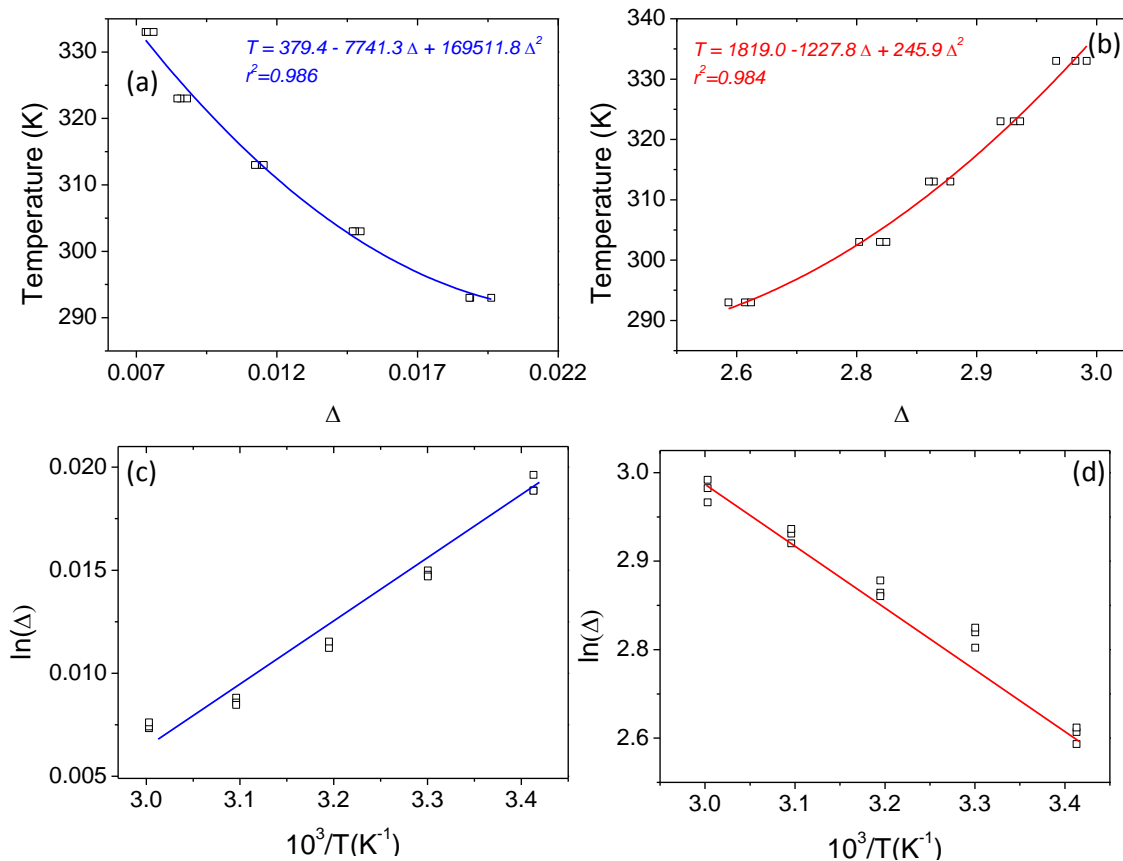 (a)
T = 379.4 - 7741.3 Δ + 169511.8 Δ²
r²=0.986
Temperature (K)
330
320
310
300
290
0.007
0.012
0.017
0.022
Δ
(b)
T = 1819.0 -1227.8 Δ + 245.9 Δ²
r²=0.984
Temperature (K)
340
330
320
310
300
290
2.6
2.8
2.9
3.0
Δ
(c)
ln(Δ)
0.020
0.015
0.010
0.005
3.0
3.1
3.2
3.3
3.4
10³/T(K⁻¹)
(d)
ln(Δ)
3.0
2.9
2.8
2.6
3.0
3.1
3.2
3.3
3.4
10³/T(K⁻¹)